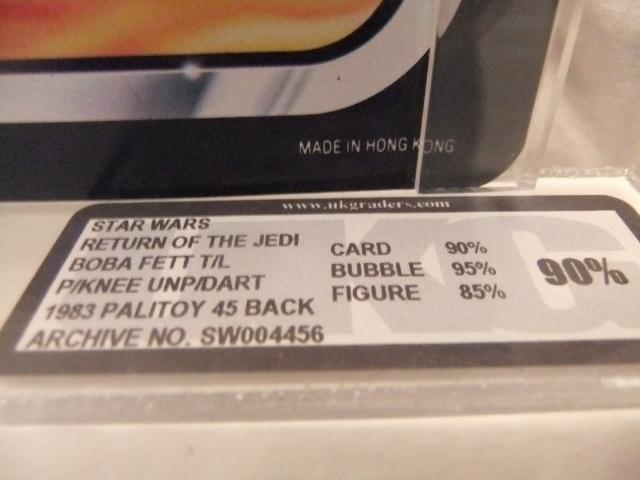 MADE IN HONG KONG
www.ukgraders.com
STAR WARS
RETURN OF THE JEDI
BOBA FETT T/L
P/KNEE UNP/DART
1983 PALITOY 45 BACK
ARCHIVE NO. SW004456
CARD 90%
BUBBLE 95%
FIGURE 85%
90%
UKG